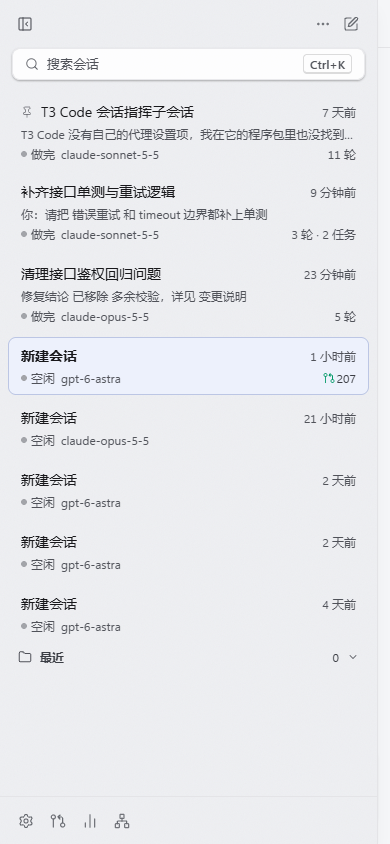 搜索会话 Ctrl+K
T3 Code 会话指挥子会话 7 天前
T3 Code 没有自己的代理设置项，我在它的程序包里也没找到...
做完 claude-sonnet-5-5 11 轮
补齐接口单测与重试逻辑 9 分钟前
你：请把 错误重试 和 timeout 边界都补上单测
做完 claude-sonnet-5-5 3 轮 · 2 任务
清理接口鉴权回归问题 23 分钟前
修复结论 已移除 多余校验，详见 变更说明
做完 claude-opus-5-5 5 轮
新建会话 1 小时前
空闲 gpt-6-astra 207
新建会话 21 小时前
空闲 claude-opus-5-5
新建会话 2 天前
空闲 gpt-6-astra
新建会话 2 天前
空闲 gpt-6-astra
新建会话 4 天前
空闲 gpt-6-astra
最近 0